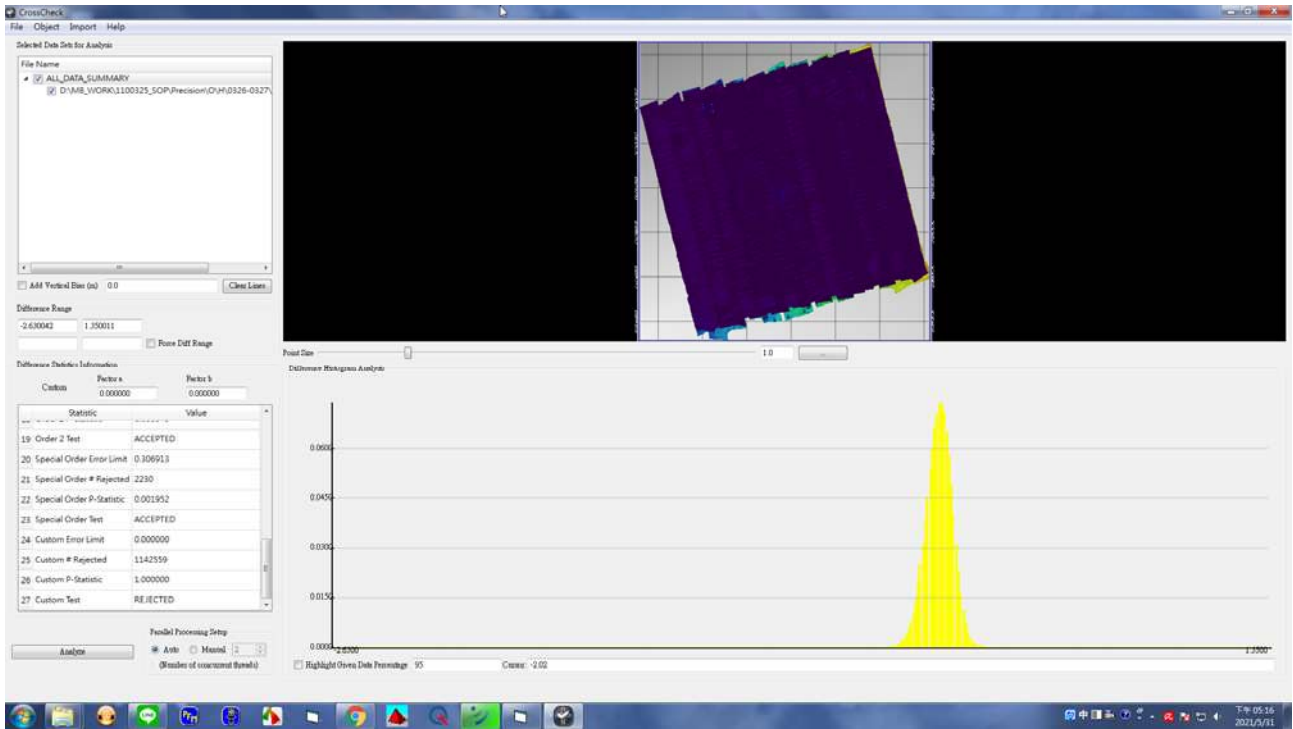 CrossCheck
File Object Import Help
Selected Data Sets for Analysis
File Name
ALL_DATA_SUMMARY
D:\MB_WORK\1100325_SOP\Precision\O\H\0326-0327\
Add Vertical Bias (m) 0.0 Clear Lines
Difference Range
-2.630042 1.350011
Force Diff Range
Point Size 1.0 ...
Difference Statistics Information
Difference Histogram Analysis
Custom Factor a Factor b
0.000000 0.000000
Statistic Value
19 Order 2 Test ACCEPTED
20 Special Order Error Limit 0.306913
21 Special Order # Rejected 2230
22 Special Order P-Statistic 0.001952
23 Special Order Test ACCEPTED
24 Custom Error Limit 0.000000
25 Custom # Rejected 1142559
26 Custom P-Statistic 1.000000
27 Custom Test REJECTED
0.0600
0.0450
0.0300
0.0150
0.0000
-2.6300 1.3500
Parallel Processing Setup
Analyze Auto Manual 2
(Number of concurrent threads)
Highlight Given Data Percentage 95 Cursor: -2.02
LINE
中
下午 05:16
2021/5/31